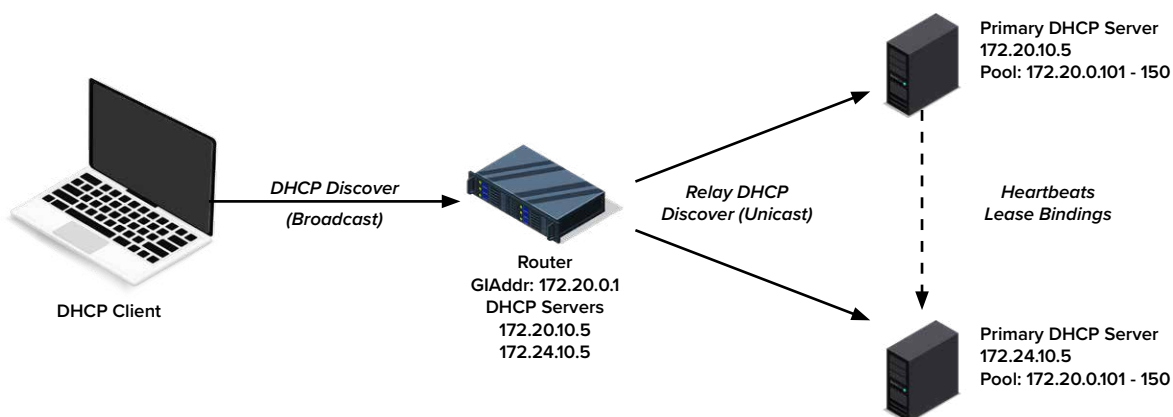 Primary DHCP Server
172.20.10.5
Pool: 172.20.0.101 - 150
DHCP Discover
(Broadcast)
Relay DHCP
Discover (Unicast)
Heartbeats
Lease Bindings
DHCP Client
Router
GIAddr: 172.20.0.1
DHCP Servers
172.20.10.5
172.24.10.5
Primary DHCP Server
172.24.10.5
Pool: 172.20.0.101 - 150